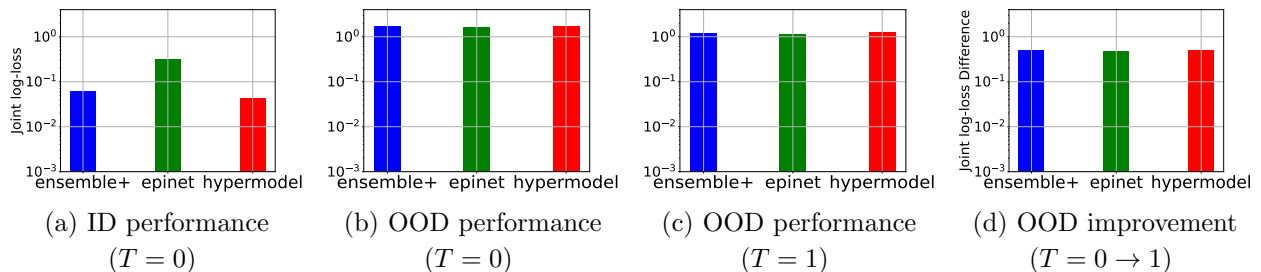 Joint log-loss
10^0
10^-1
10^-2
10^-3
ensemble+ epinet hypermodel
(a) ID performance
(T = 0)
10^0
10^-1
10^-2
10^-3
ensemble+ epinet hypermodel
(b) OOD performance
(T = 0)
10^0
10^-1
10^-2
10^-3
ensemble+ epinet hypermodel
(c) OOD performance
(T = 1)
Joint log-loss Difference
10^0
10^-1
10^-2
10^-3
ensemble+ epinet hypermodel
(d) OOD improvement
(T = 0 → 1)